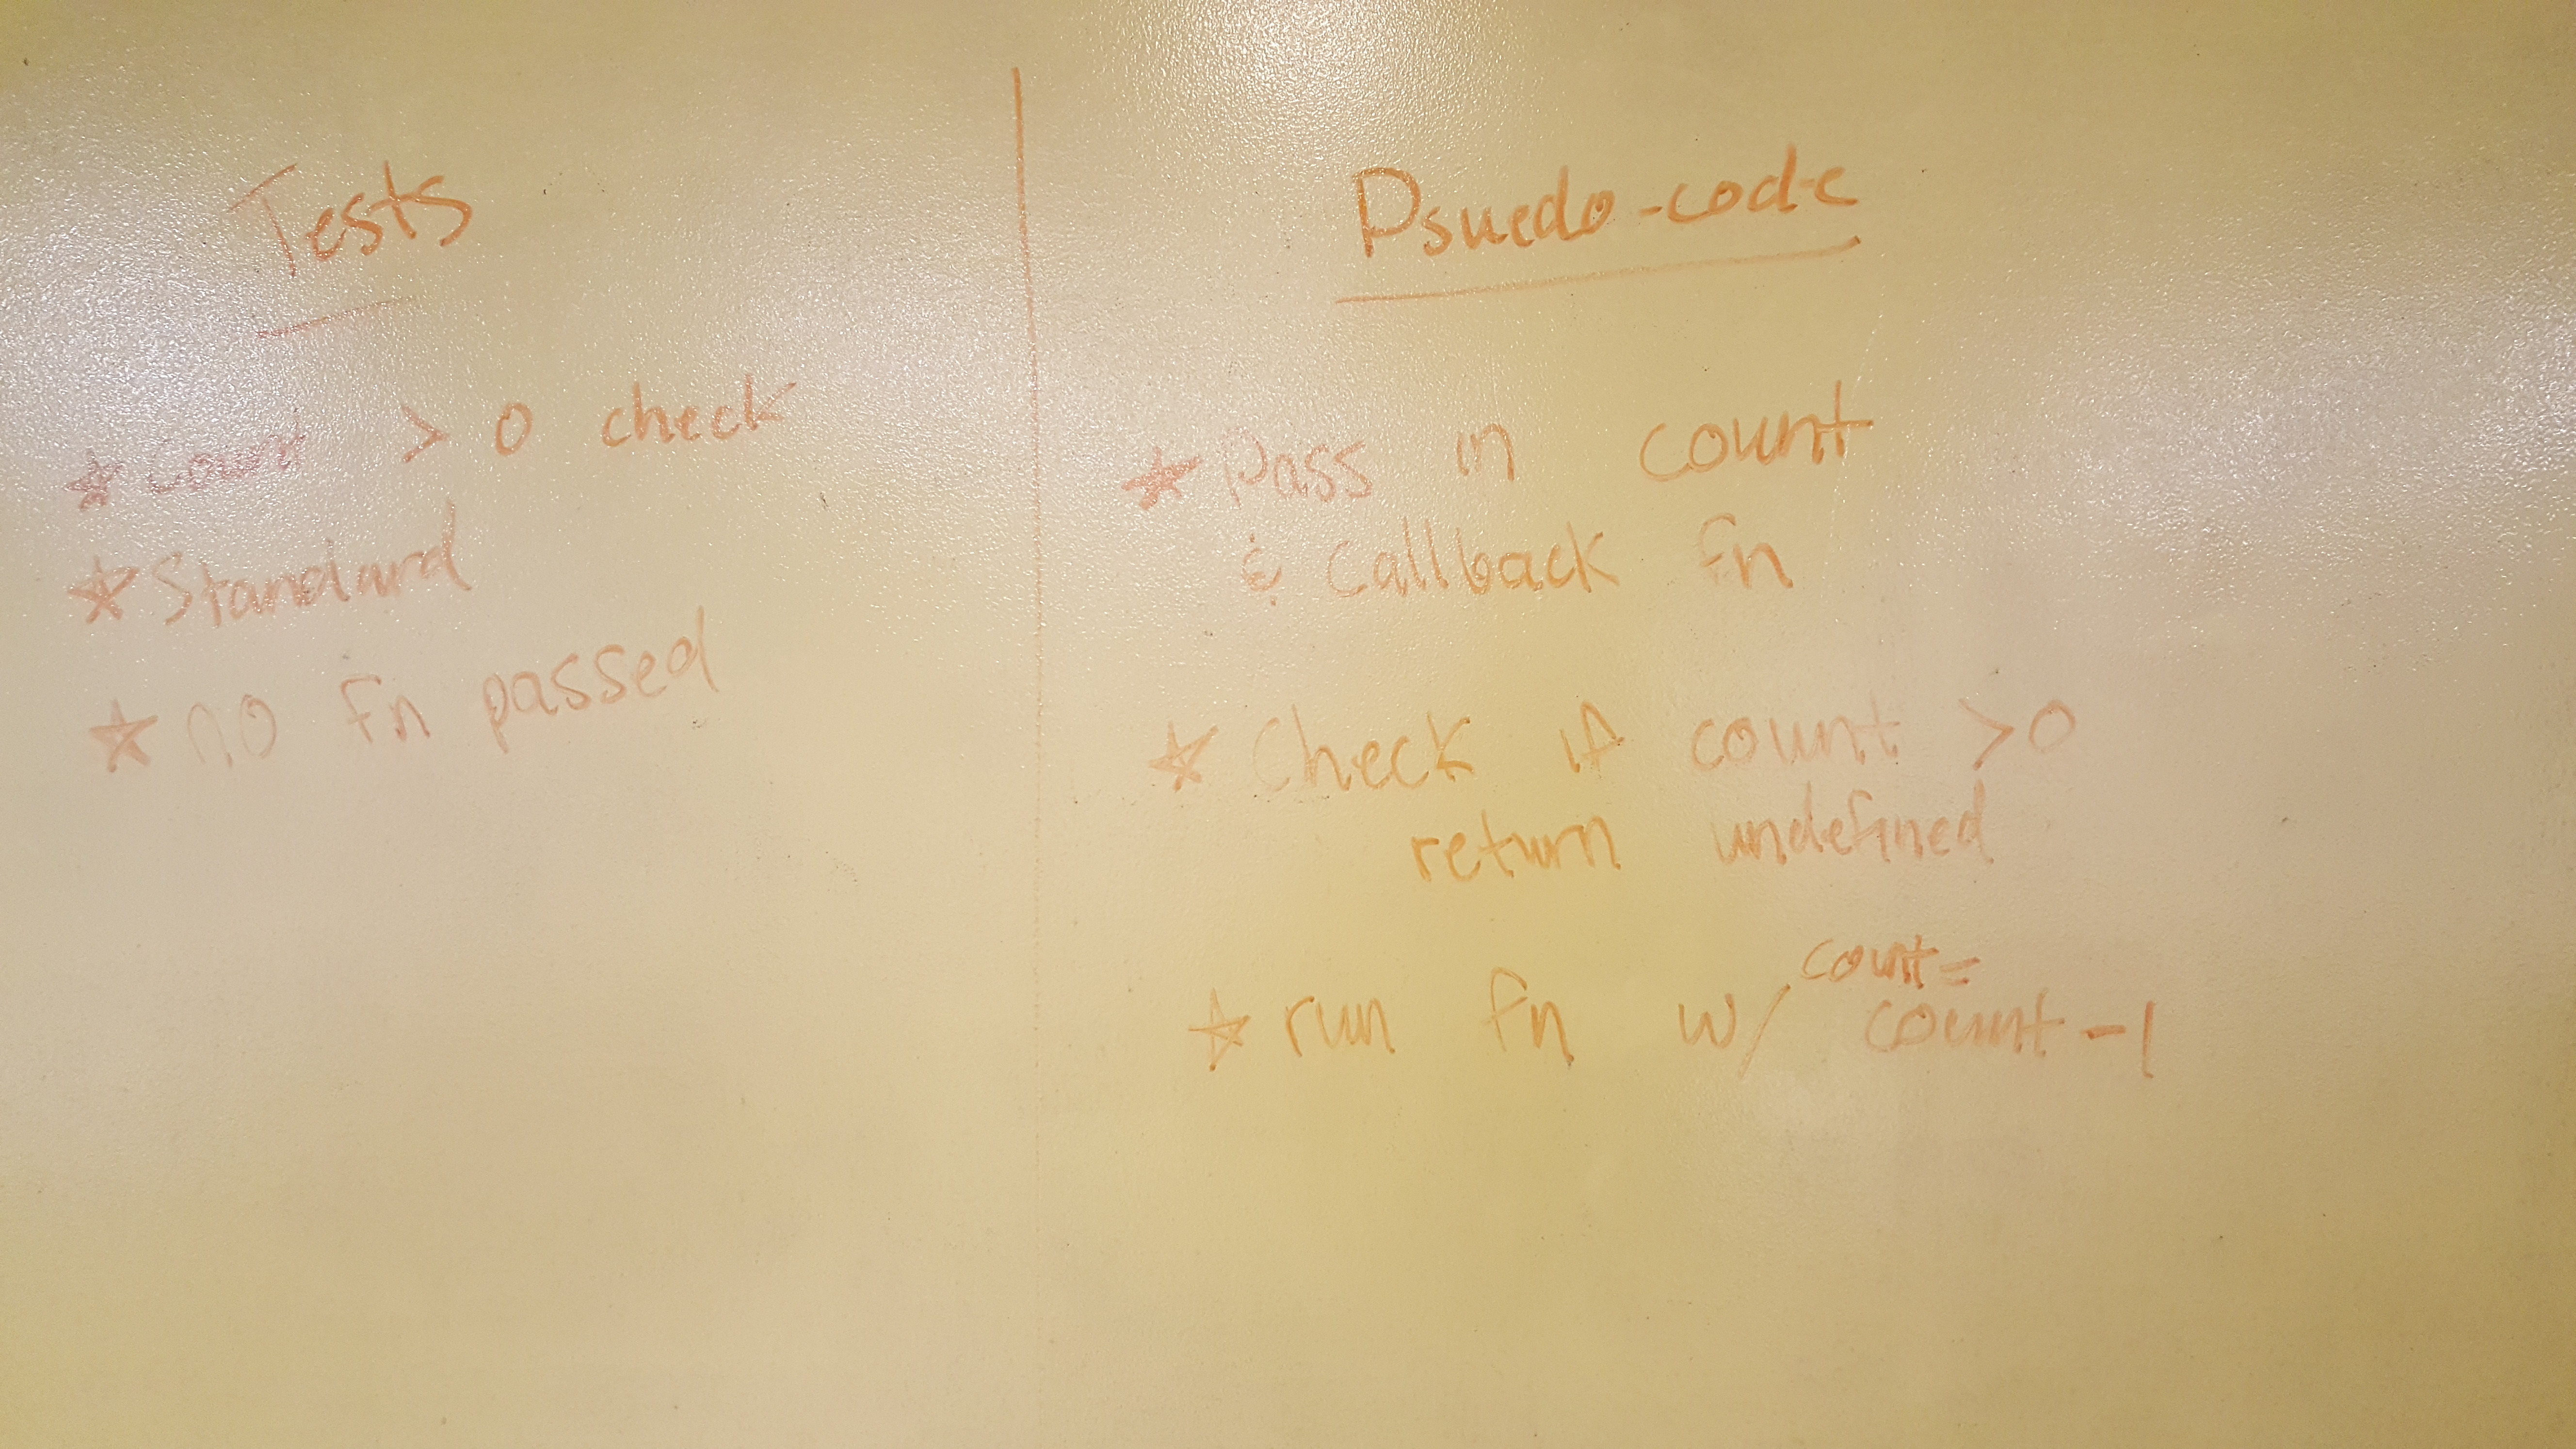 Tests
* count > 0 check
* Standard
* no fn passed
Psuedo-code
* Pass in count
& callback fn
* Check if count >0
return undefined
count=
* run fn w/ count-1